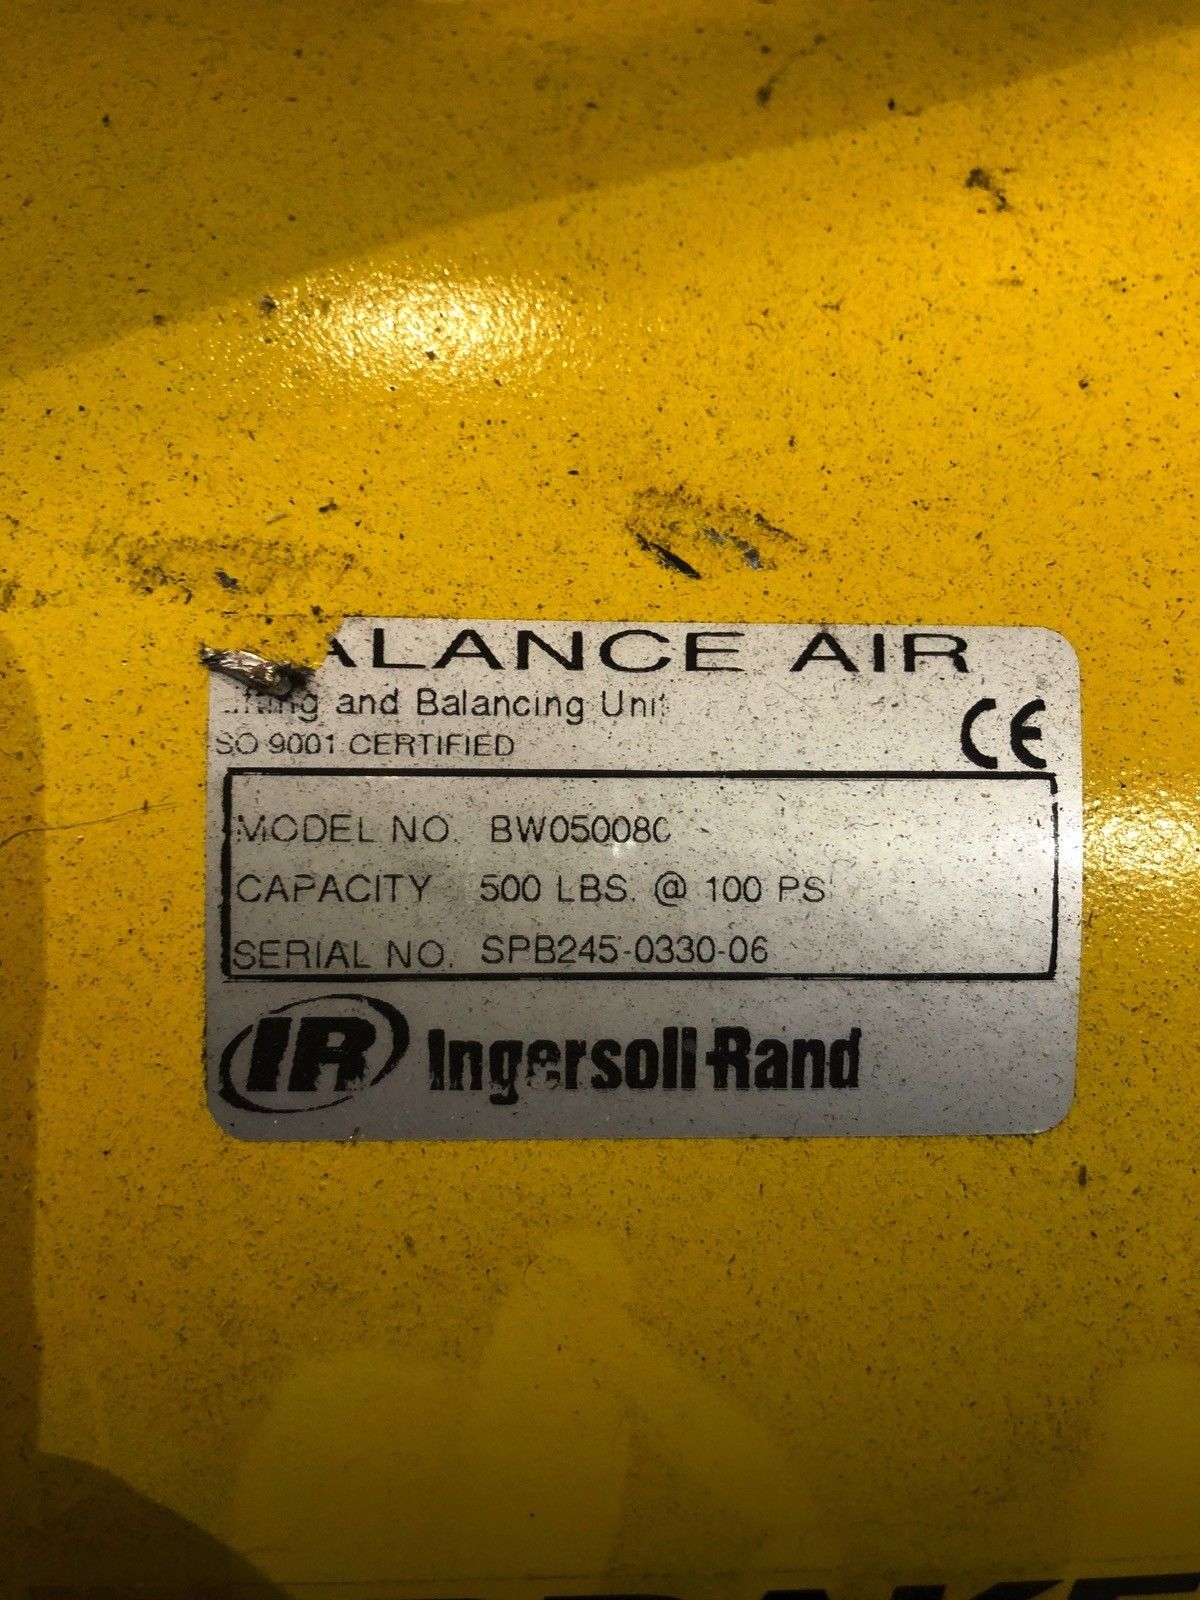 ALANCE AIR
and Balancing Unit
SO 9001 CERTIFIED
CE
MODEL NO. BW050080
CAPACITY 500 LBS. @ 100 PS
SERIAL NO. SPB245-0330-06
IR Ingersoll-Rand